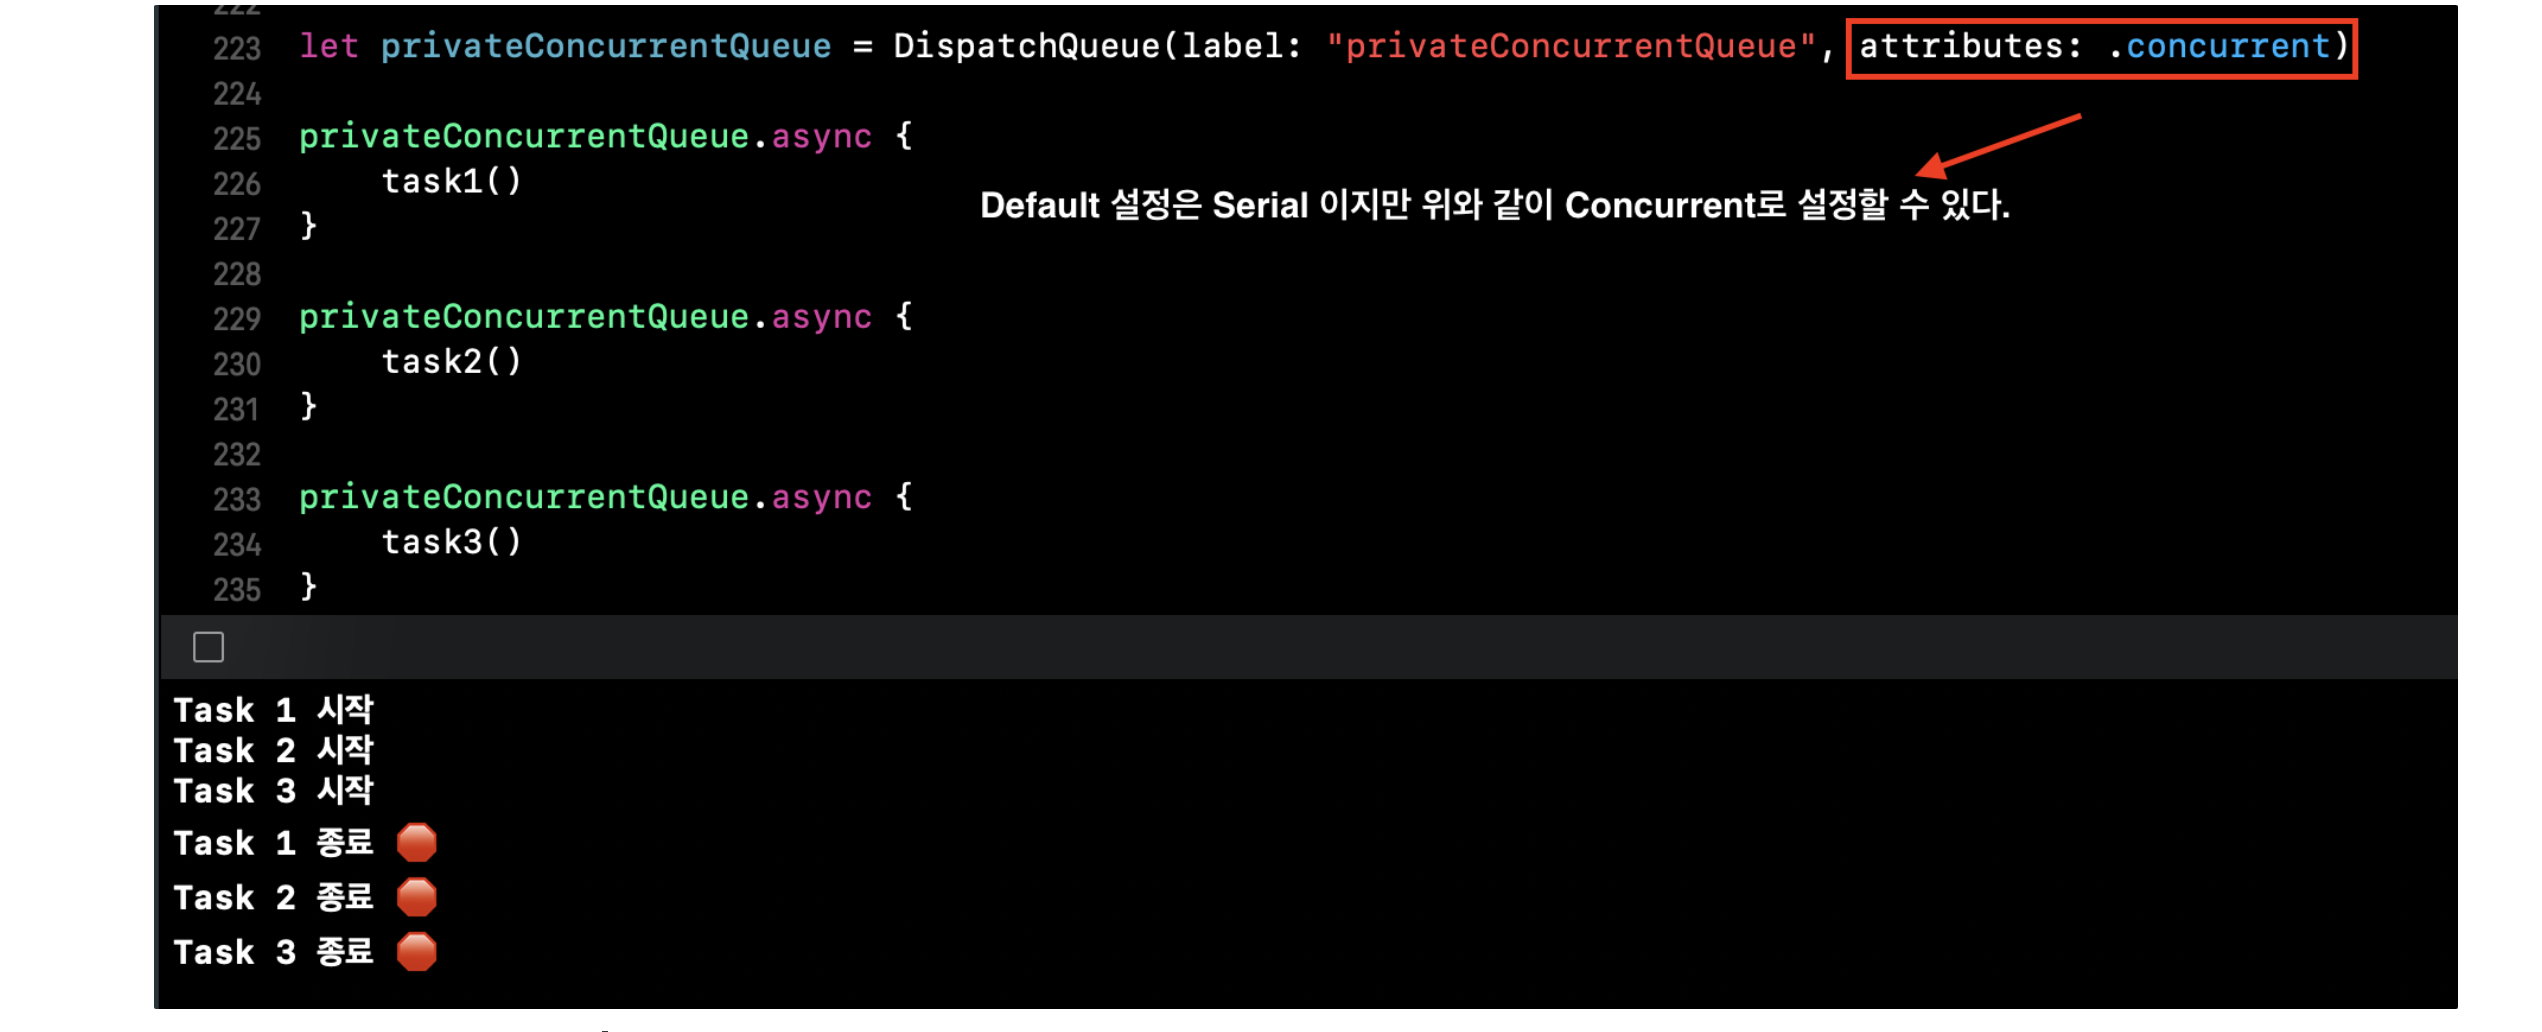 222
223 let privateConcurrentQueue = DispatchQueue(label: "privateConcurrentQueue", attributes: .concurrent)
224
225 privateConcurrentQueue.async {
226 task1()
Default 설정은 Serial 이지만 위와 같이 Concurrent로 설정할 수 있다.
227 }
228
229 privateConcurrentQueue.async {
230 task2()
231 }
232
233 privateConcurrentQueue.async {
234 task3()
235 }
Task 1 시작
Task 2 시작
Task 3 시작
Task 1 종료 🛑
Task 2 종료 🛑
Task 3 종료 🛑